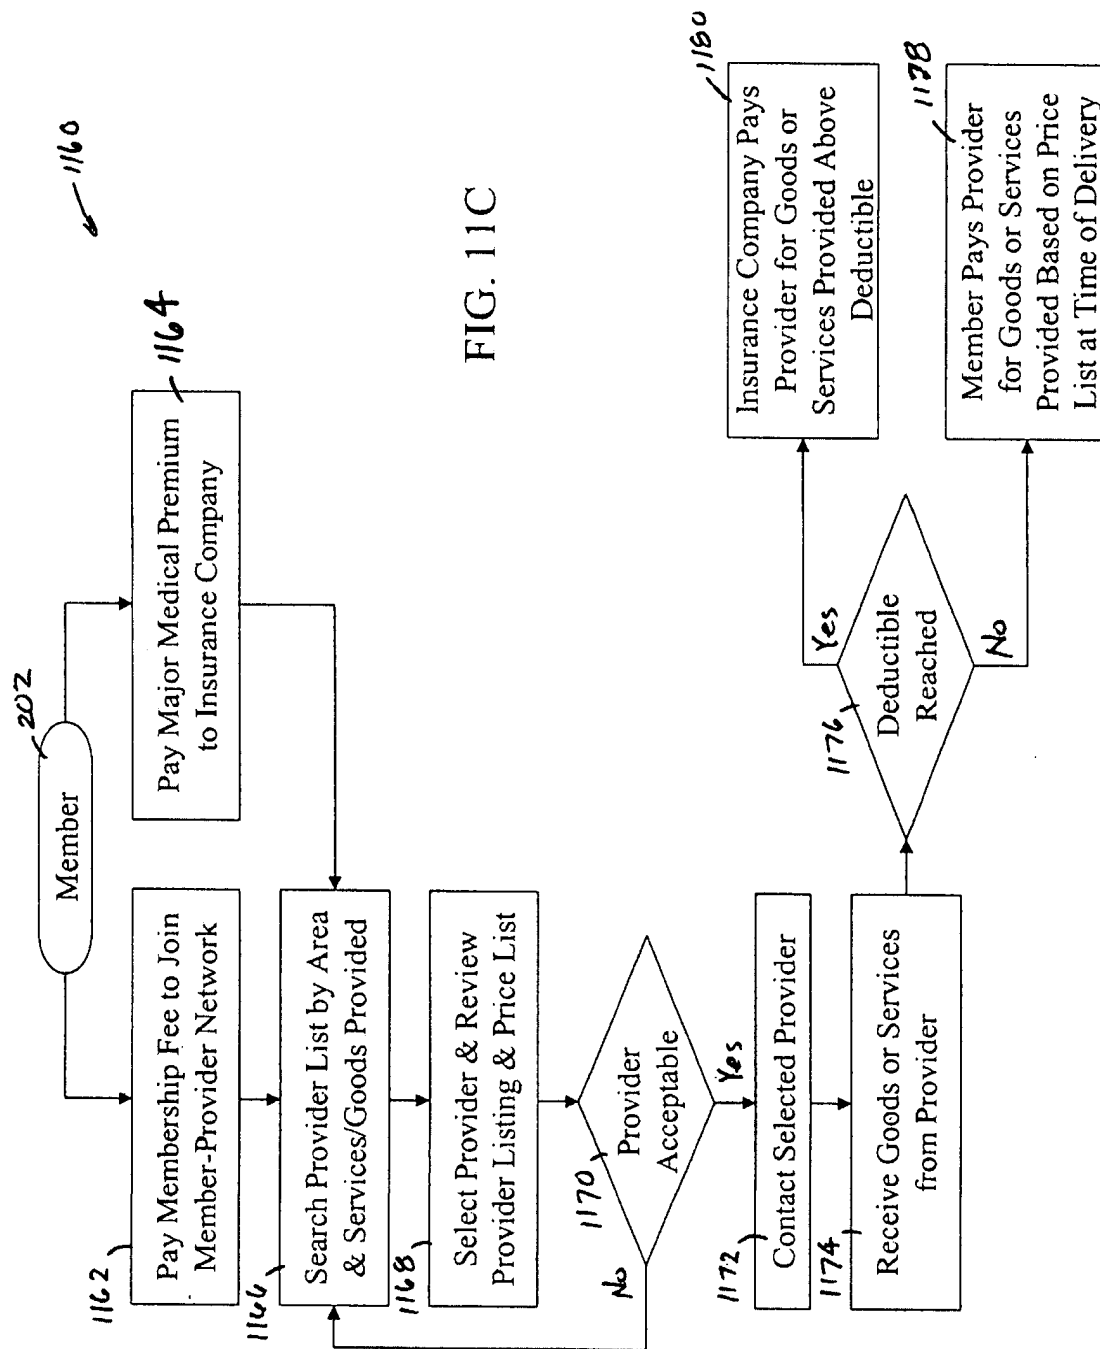 1160
202
Member
1162
Pay Membership Fee to Join
Member-Provider Network
1164
Pay Major Medical Premium
to Insurance Company
1166
Search Provider List by Area
& Services/Goods Provided
1168
Select Provider & Review
Provider Listing & Price List
1170
Provider
Acceptable
No
Yes
1172
Contact Selected Provider
1174
Receive Goods or Services
from Provider
1176
Deductible
Reached
Yes
No
1180
Insurance Company Pays
Provider for Goods or
Services Provided Above
Deductible
1178
Member Pays Provider
for Goods or Services
Provided Based on Price
List at Time of Delivery
FIG. 11C